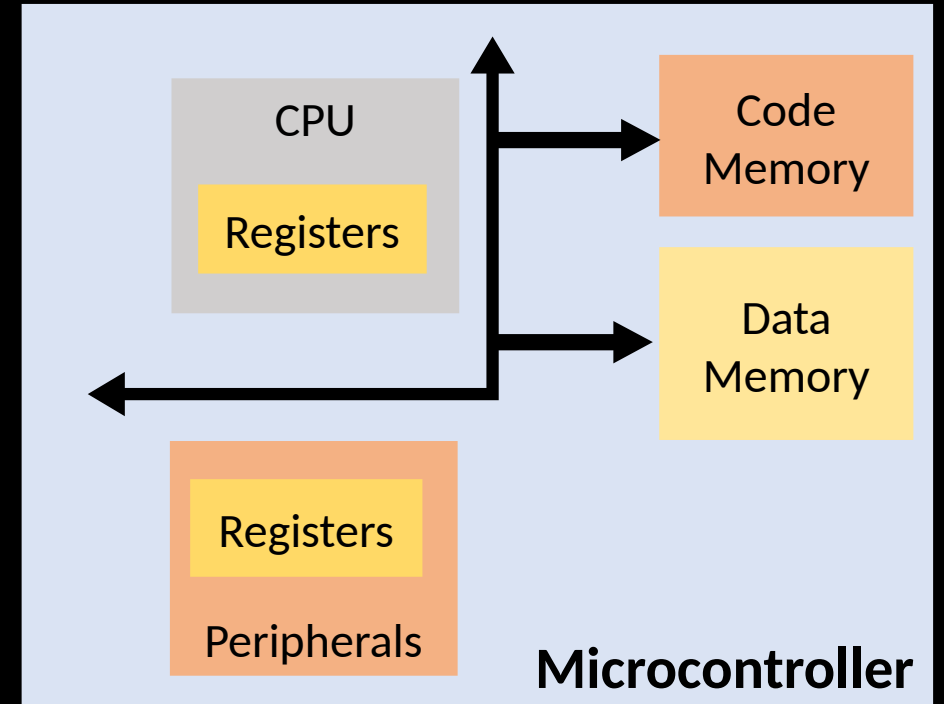 CPU
Registers
Code
Memory
Data
Memory
Registers
Peripherals
Microcontroller